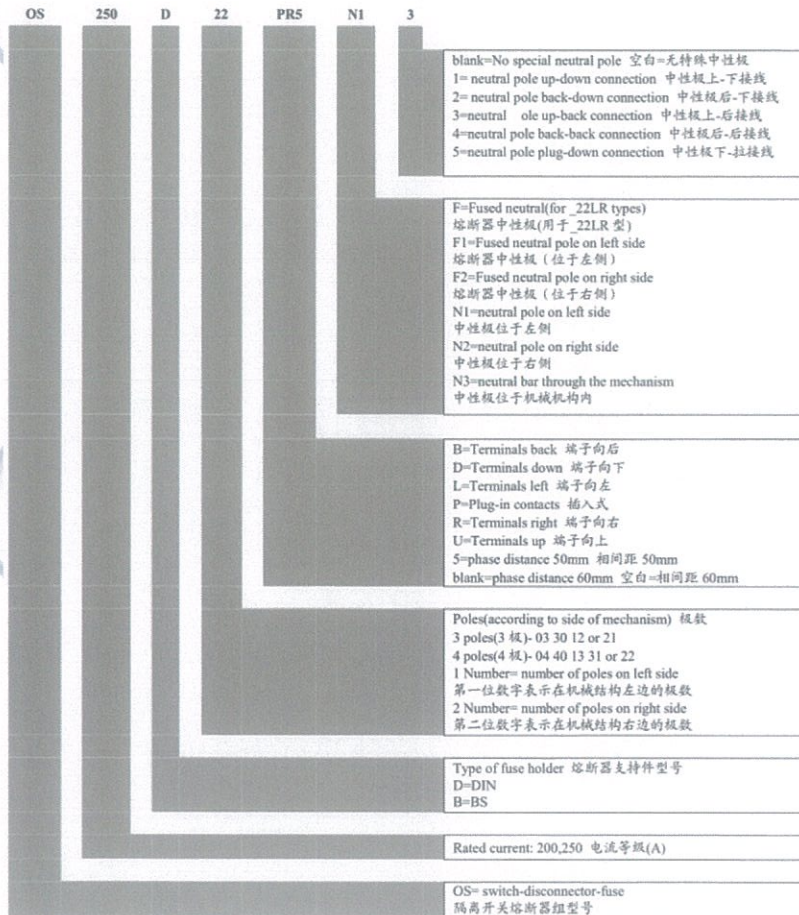 OS 250 D 22 PR5 N1 3
blank=No special neutral pole 空白=无特殊中性极
1= neutral pole up-down connection 中性极上-下接线
2= neutral pole back-down connection 中性极后-下接线
3=neutral ole up-back connection 中性极上-后接线
4=neutral pole back-back connection 中性极后-后接线
5=neutral pole plug-down connection 中性极下-拉接线
F=Fused neutral(for _22LR types)
熔断器中性极(用于_22LR 型)
F1=Fused neutral pole on left side
熔断器中性极（位于左侧）
F2=Fused neutral pole on right side
熔断器中性极（位于右侧）
N1=neutral pole on left side
中性极位于左侧
N2=neutral pole on right side
中性极位于右侧
N3=neutral bar through the mechanism
中性极位于机械机构内
B=Terminals back 端子向后
D=Terminals down 端子向下
L=Terminals left 端子向左
P=Plug-in contacts 插入式
R=Terminals right 端子向右
U=Terminals up 端子向上
5=phase distance 50mm 相间距 50mm
blank=phase distance 60mm 空白=相间距 60mm
Poles(according to side of mechanism) 极数
3 poles(3 极)- 03 30 12 or 21
4 poles(4 极)- 04 40 13 31 or 22
1 Number= number of poles on left side
第一位数字表示在机械结构左边的极数
2 Number= number of poles on right side
第二位数字表示在机械结构右边的极数
Type of fuse holder 熔断器支持件型号
D=DIN
B=BS
Rated current: 200,250 电流等级(A)
OS= switch-disconnector-fuse
隔离开关熔断器组型号